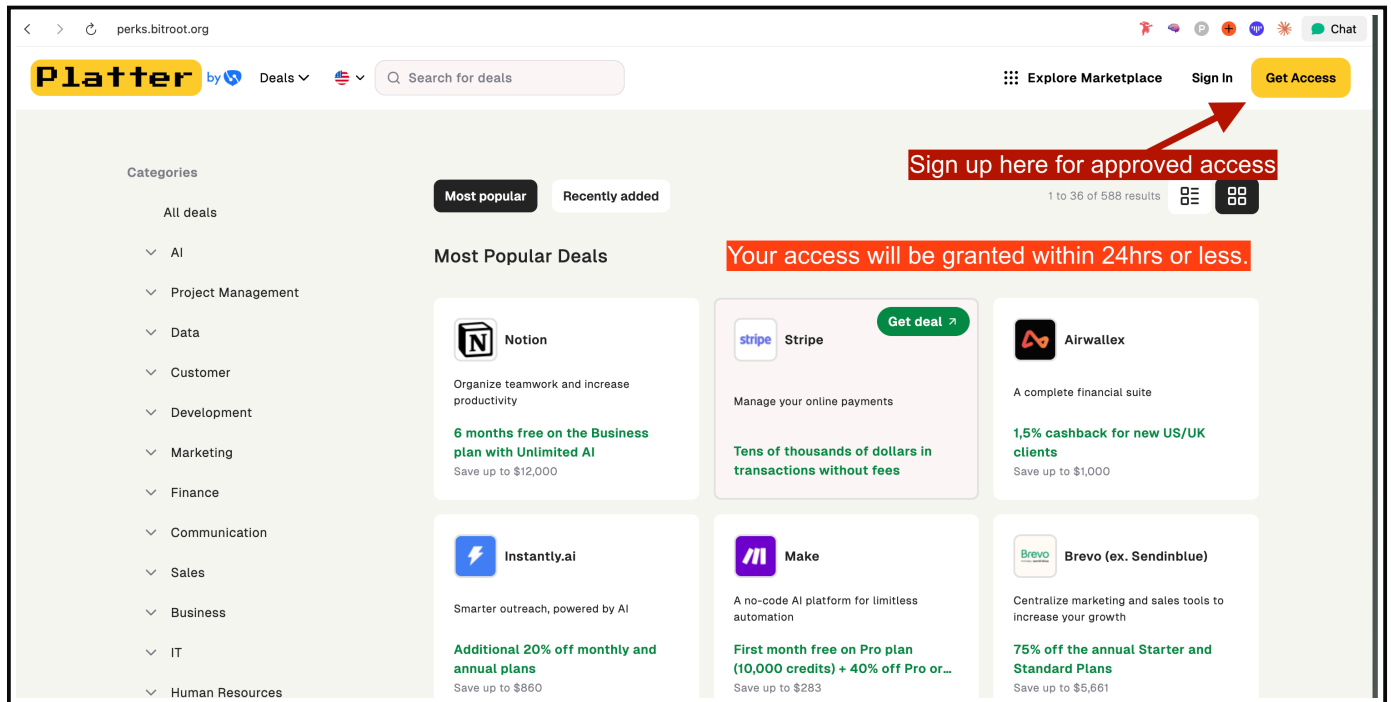 perks.bitroot.org
Chat
Platter by
Deals
Search for deals
Explore Marketplace
Sign In
Get Access
Sign up here for approved access
Categories
All deals
AI
Project Management
Data
Customer
Development
Marketing
Finance
Communication
Sales
Business
IT
Human Resources
Most popular
Recently added
1 to 36 of 588 results
Most Popular Deals
Your access will be granted within 24hrs or less.
Notion
Organize teamwork and increase
productivity
6 months free on the Business
plan with Unlimited AI
Save up to $12,000
Get deal
stripe
Stripe
Manage your online payments
Tens of thousands of dollars in
transactions without fees
Airwallex
A complete financial suite
1,5% cashback for new US/UK
clients
Save up to $1,000
Instantly.ai
Smarter outreach, powered by AI
Additional 20% off monthly and
annual plans
Save up to $860
Make
A no-code AI platform for limitless
automation
First month free on Pro plan
(10,000 credits) + 40% off Pro or...
Save up to $283
Brevo
Brevo (ex. Sendinblue)
Centralize marketing and sales tools to
increase your growth
75% off the annual Starter and
Standard Plans
Save up to $5,661